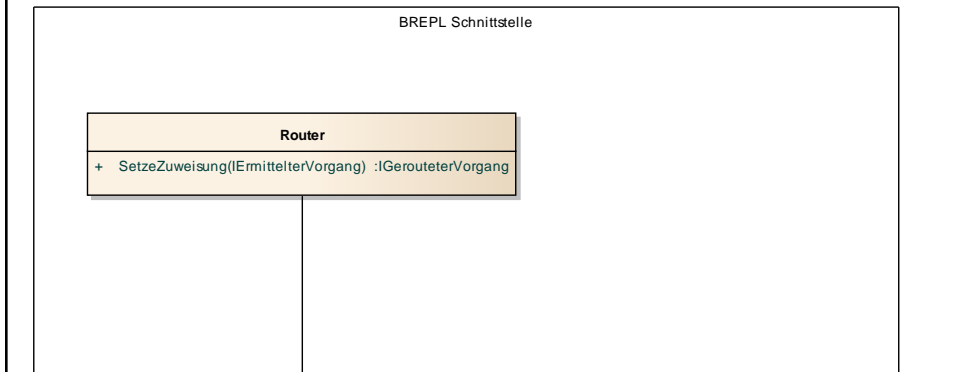 BREPL Schnittstelle
Router
+ SetzeZuweisung(IErmittelterVorgang) :IGerouteterVorgang